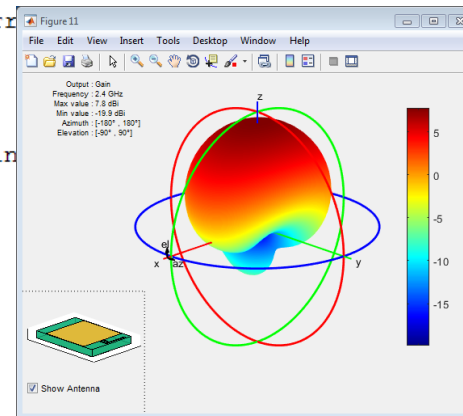 Figure 11
File Edit View Insert Tools Desktop Window Help
Output : Gain
Frequency : 2.4 GHz
Max value : 7.8 dBi
Min value : -19.9 dBi
Azimuth : [-180° , 180°]
Elevation : [-90° , 90°]
z
5
0
-5
-10
-15
el
x az y
Show Antenna